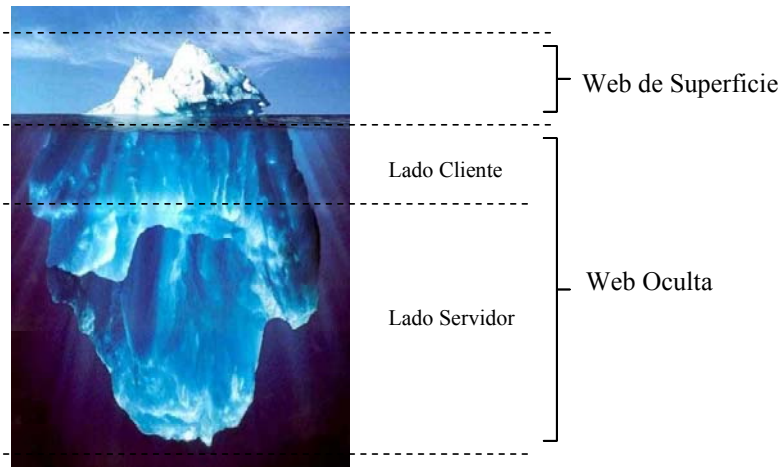 Web de Superficie
Lado Cliente
Web Oculta
Lado Servidor